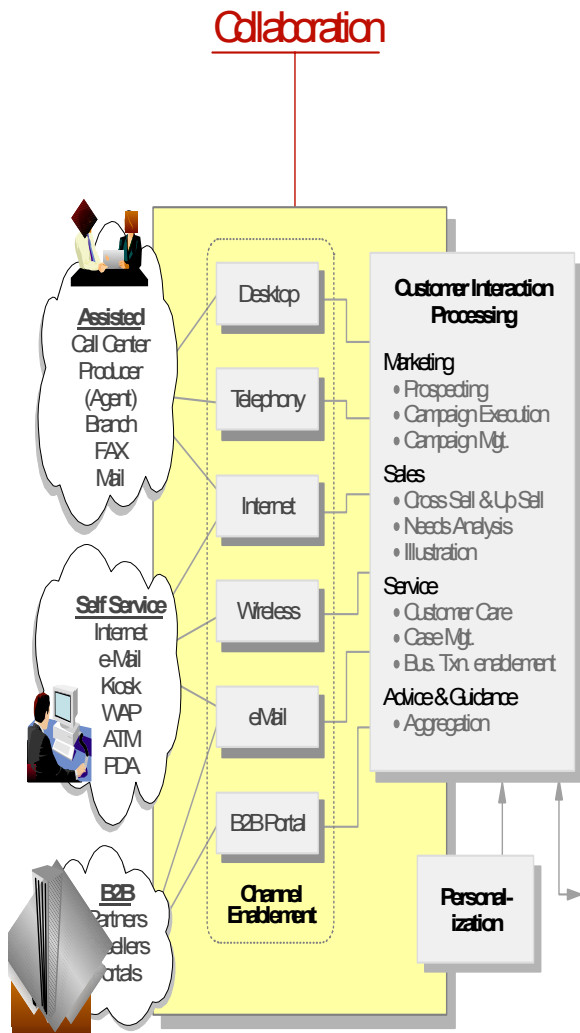 Collaboration
Assisted
Call Center
Producer
(Agent)
Branch
FAX
Mail
Self Service
Internet
e-Mail
Kiosk
WAP
ATM
PDA
B2B
Desktop
Telephony
Internet
Wireless
eMail
B2B Portal
Channel
Enablement
Customer Interaction
Processing
Marketing
• Prospecting
• Campaign Execution
• Campaign Mgt.
Sales
• Cross Sell & Up Sell
• Needs Analysis
• Illustration
Service
• Customer Care
• Case Mgt.
• Bus. Txn. enablement
Advice & Guidance
• Aggregation
Personal-
ization